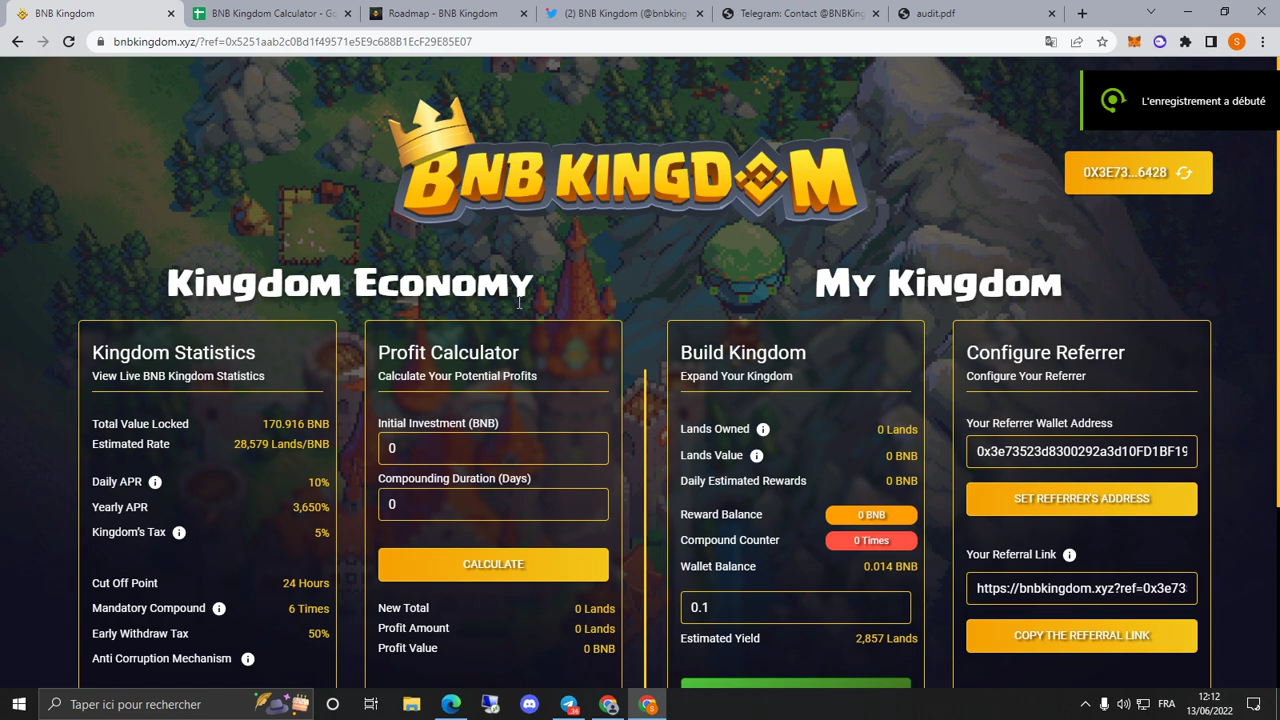 BNB Kingdom
BNB Kingdom Calculator - Go
Roadmap - BNB Kingdom
(2) BNB Kingdom (@bnbking
Telegram: Contact @BNBKing
audit.pdf
bnbkingdom.xyz/?ref=0x5251aab2c0Bd1f49571e5E9c688B1EcF29E85E07
S
L'enregistrement a débuté
BNB KINGDOM
0X3E73...6428
Kingdom Economy
My Kingdom
Kingdom Statistics
View Live BNB Kingdom Statistics
Total Value Locked 170.916 BNB
Estimated Rate 28,579 Lands/BNB
Daily APR 10%
Yearly APR 3,650%
Kingdom's Tax 5%
Cut Off Point 24 Hours
Mandatory Compound 6 Times
Early Withdraw Tax 50%
Anti Corruption Mechanism
Profit Calculator
Calculate Your Potential Profits
Initial Investment (BNB)
0
Compounding Duration (Days)
0
CALCULATE
New Total 0 Lands
Profit Amount 0 Lands
Profit Value 0 BNB
Build Kingdom
Expand Your Kingdom
Lands Owned 0 Lands
Lands Value 0 BNB
Daily Estimated Rewards 0 BNB
Reward Balance 0 BNB
Compound Counter 0 Times
Wallet Balance 0.014 BNB
0.1
Estimated Yield 2,857 Lands
Configure Referrer
Configure Your Referrer
Your Referrer Wallet Address
0x3e73523d8300292a3d10FD1BF19
SET REFERRER'S ADDRESS
Your Referral Link
https://bnbkingdom.xyz?ref=0x3e73
COPY THE REFERRAL LINK
Taper ici pour rechercher
FRA
12:12
13/06/2022